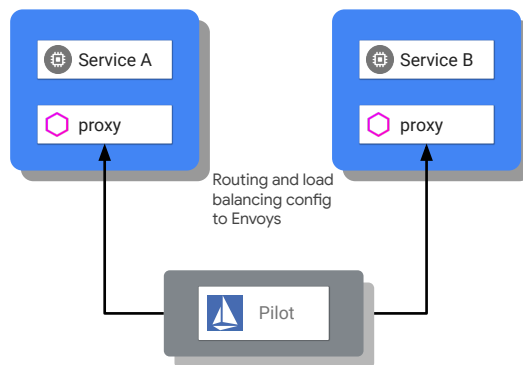 Service A
Service B
proxy
proxy
Routing and load
balancing config
to Envoys
Pilot